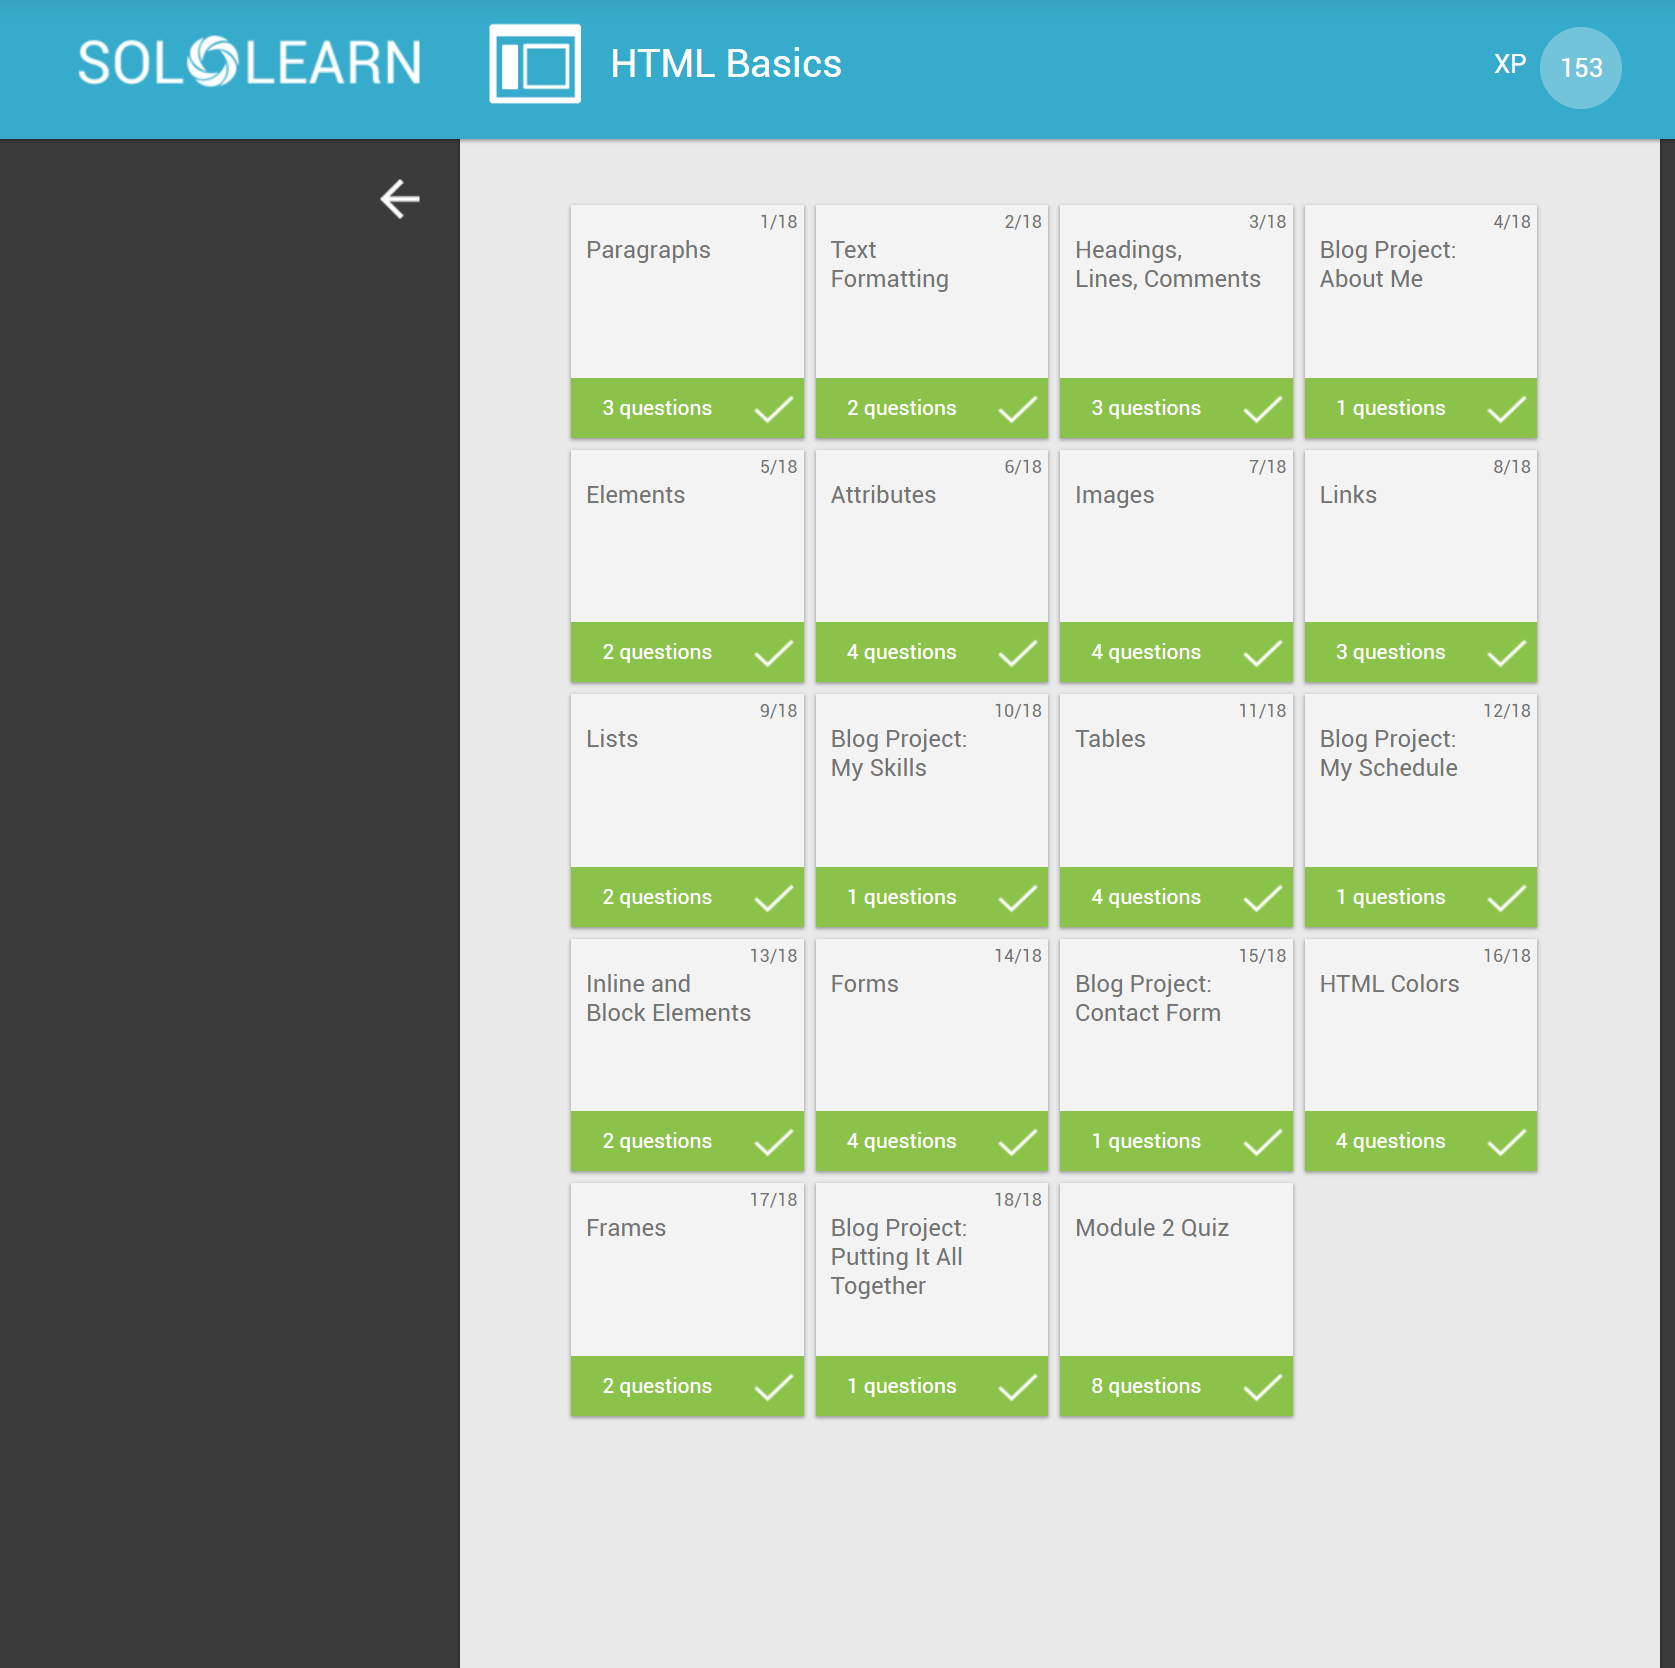 SOLOLEARN
HTML Basics
XP 153
1/18
Paragraphs
3 questions
2/18
Text
Formatting
2 questions
3/18
Headings,
Lines, Comments
3 questions
4/18
Blog Project:
About Me
1 questions
5/18
Elements
2 questions
6/18
Attributes
4 questions
7/18
Images
4 questions
8/18
Links
3 questions
9/18
Lists
2 questions
10/18
Blog Project:
My Skills
1 questions
11/18
Tables
4 questions
12/18
Blog Project:
My Schedule
1 questions
13/18
Inline and
Block Elements
2 questions
14/18
Forms
4 questions
15/18
Blog Project:
Contact Form
1 questions
16/18
HTML Colors
4 questions
17/18
Frames
2 questions
18/18
Blog Project:
Putting It All
Together
1 questions
Module 2 Quiz
8 questions